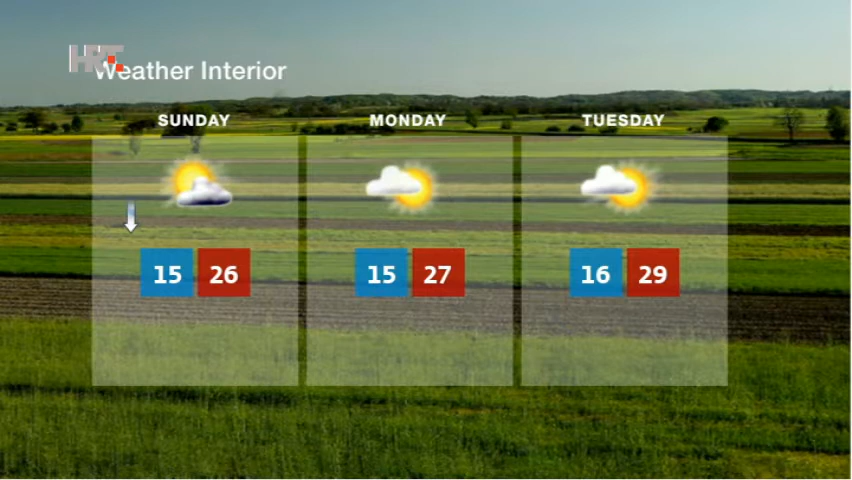 HRT
Weather Interior
SUNDAY MONDAY TUESDAY
15 26 15 27 16 29